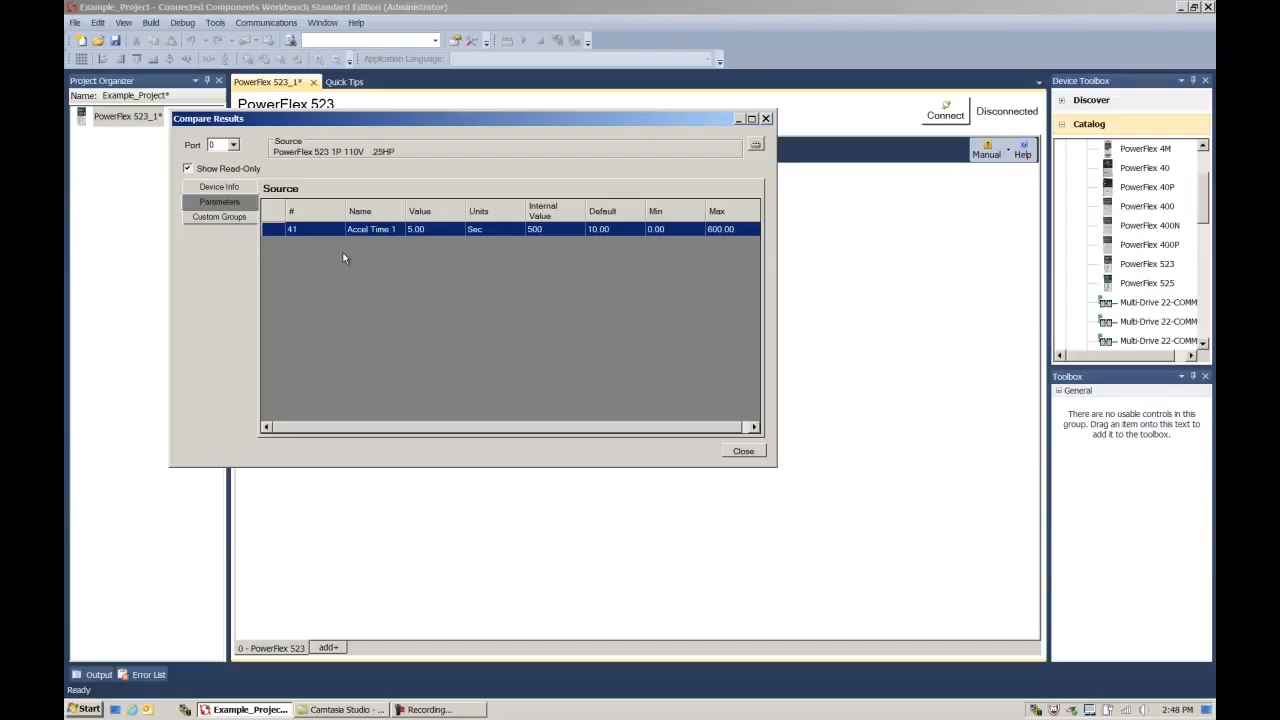 Example_Project - Connected Components Workbench Standard Edition (Administrator)
File Edit View Build Debug Tools Communications Window Help
Application Language:
Project Organizer
Name: Example_Project*
PowerFlex 523_1*
PowerFlex 523_1* Quick Tips
PowerFlex 523
Connect Disconnected
Manual Help
Compare Results
Port 0
Source
PowerFlex 523 1P 110V .25HP
Show Read-Only
Device Info
Parameters
Custom Groups
Source
# Name Value Units Internal Value Default Min Max
41 Accel Time 1 5.00 Sec 500 10.00 0.00 600.00
Close
0 - PowerFlex 523 add+
Device Toolbox
Discover
Catalog
PowerFlex 4M
PowerFlex 40
PowerFlex 40P
PowerFlex 400
PowerFlex 400N
PowerFlex 400P
PowerFlex 523
PowerFlex 525
Multi-Drive 22-COMM
Multi-Drive 22-COMM
Multi-Drive 22-COMM
Toolbox
General
There are no usable controls in this
group. Drag an item onto this text to
add it to the toolbox.
Output Error List
Ready
Start Example_Projec... Camtasia Studio - ... Recording... 2:48 PM